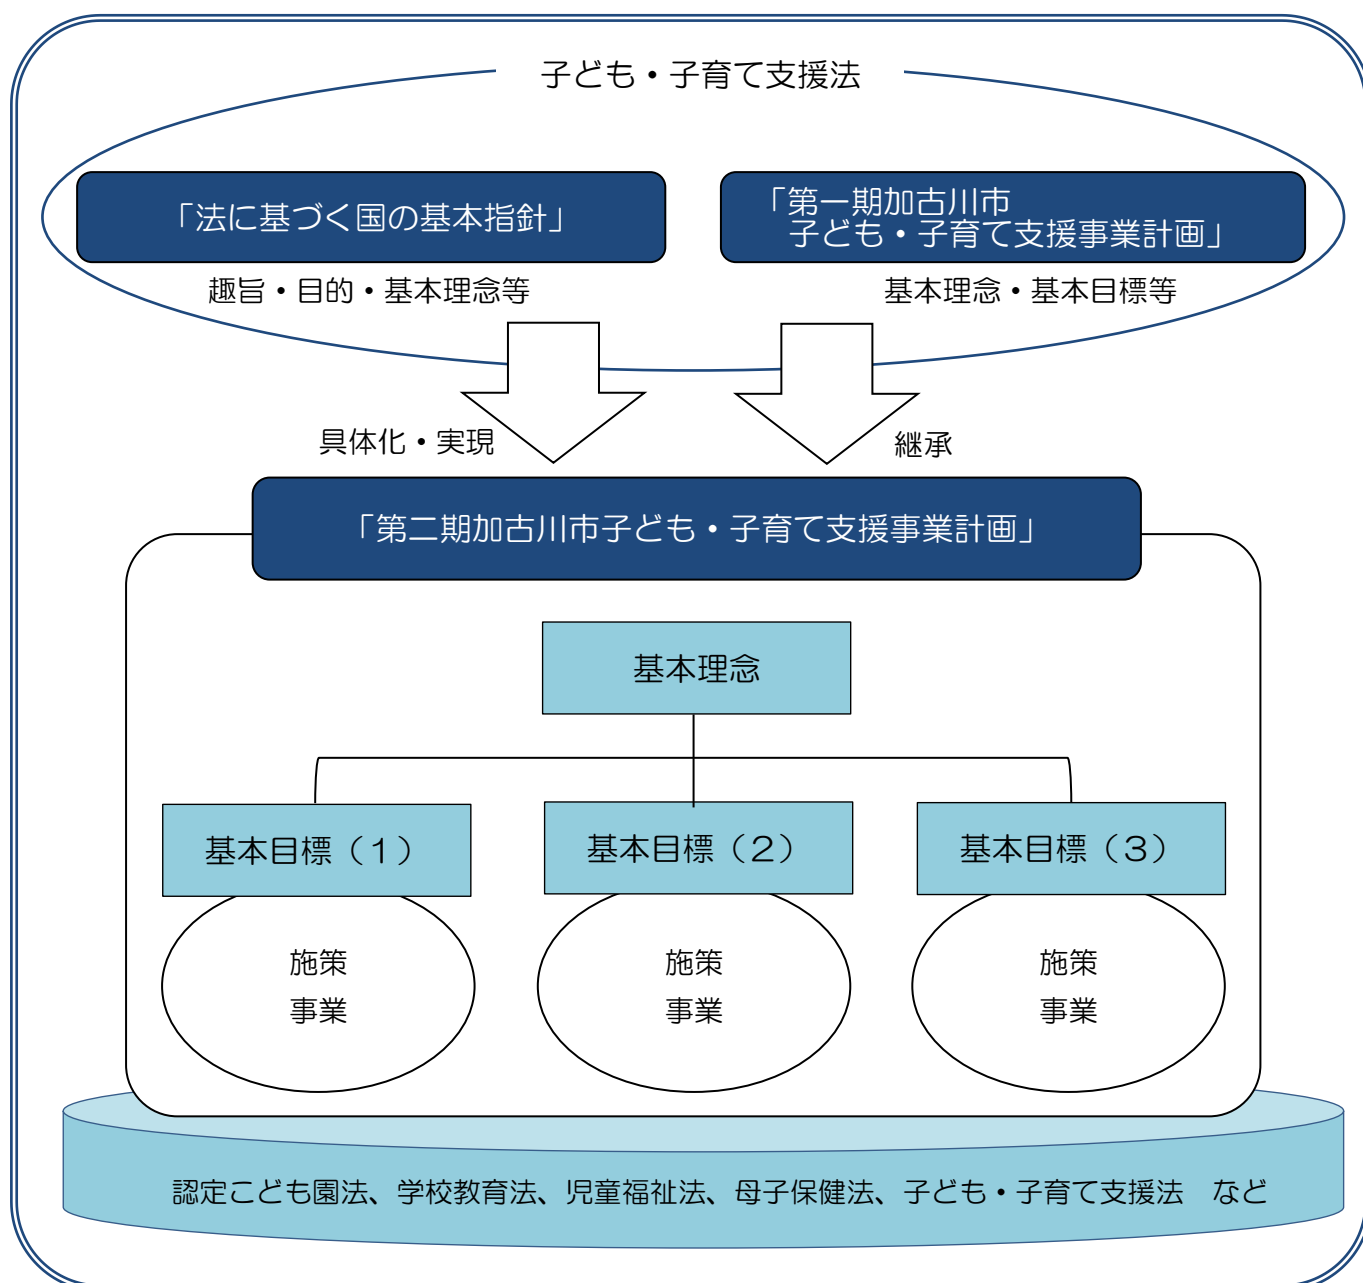 子ども・子育て支援法
「法に基づく国の基本指針」
「第一期加古川市
子ども・子育て支援事業計画」
趣旨・目的・基本理念等
基本理念・基本目標等
具体化・実現
継承
「第二期加古川市子ども・子育て支援事業計画」
基本理念
基本目標（１）
基本目標（２）
基本目標（３）
施策
事業
施策
事業
施策
事業
認定こども園法、学校教育法、児童福祉法、母子保健法、子ども・子育て支援法　など